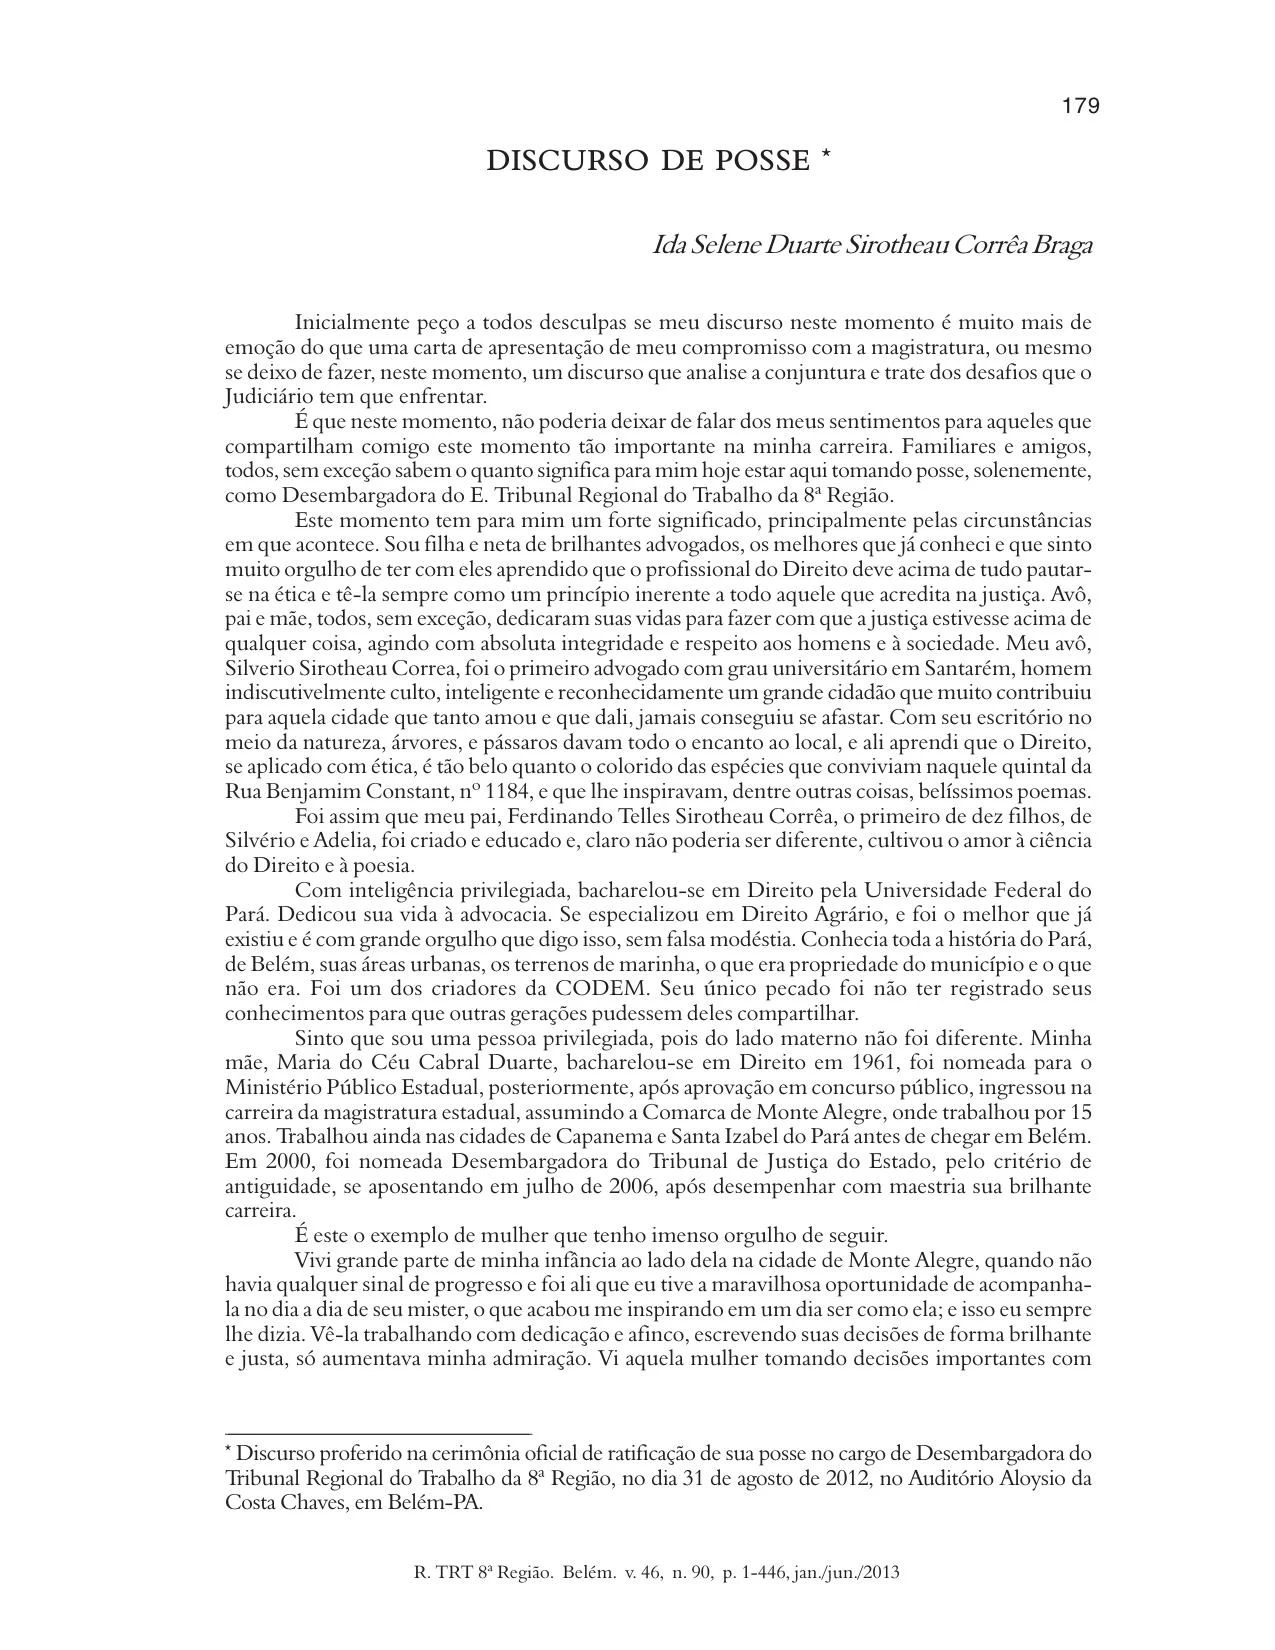 179
DISCURSO DE POSSE *
Ida Selene Duarte Sirotheau Corrêa Braga
Inicialmente peço a todos desculpas se meu discurso neste momento é muito mais de
emoção do que uma carta de apresentação de meu compromisso com a magistratura, ou mesmo
se deixo de fazer, neste momento, um discurso que analise a conjuntura e trate dos desafios que o
Judiciário tem que enfrentar.
É que neste momento, não poderia deixar de falar dos meus sentimentos para aqueles que
compartilham comigo este momento tão importante na minha carreira. Familiares e amigos,
todos, sem exceção sabem o quanto significa para mim hoje estar aqui tomando posse, solenemente,
como Desembargadora do E. Tribunal Regional do Trabalho da 8ª Região.
Este momento tem para mim um forte significado, principalmente pelas circunstâncias
em que acontece. Sou filha e neta de brilhantes advogados, os melhores que já conheci e que sinto
muito orgulho de ter com eles aprendido que o profissional do Direito deve acima de tudo pautar-
se na ética e tê-la sempre como um princípio inerente a todo aquele que acredita na justiça. Avô,
pai e mãe, todos, sem exceção, dedicaram suas vidas para fazer com que a justiça estivesse acima de
qualquer coisa, agindo com absoluta integridade e respeito aos homens e à sociedade. Meu avô,
Silverio Sirotheau Correa, foi o primeiro advogado com grau universitário em Santarém, homem
indiscutivelmente culto, inteligente e reconhecidamente um grande cidadão que muito contribuiu
para aquela cidade que tanto amou e que dali, jamais conseguiu se afastar. Com seu escritório no
meio da natureza, árvores, e pássaros davam todo o encanto ao local, e ali aprendi que o Direito,
se aplicado com ética, é tão belo quanto o colorido das espécies que conviviam naquele quintal da
Rua Benjamim Constant, nº 1184, e que lhe inspiravam, dentre outras coisas, belíssimos poemas.
Foi assim que meu pai, Ferdinando Telles Sirotheau Corrêa, o primeiro de dez filhos, de
Silvério e Adelia, foi criado e educado e, claro não poderia ser diferente, cultivou o amor à ciência
do Direito e à poesia.
Com inteligência privilegiada, bacharelou-se em Direito pela Universidade Federal do
Pará. Dedicou sua vida à advocacia. Se especializou em Direito Agrário, e foi o melhor que já
existiu e é com grande orgulho que digo isso, sem falsa modéstia. Conhecia toda a história do Pará,
de Belém, suas áreas urbanas, os terrenos de marinha, o que era propriedade do município e o que
não era. Foi um dos criadores da CODEM. Seu único pecado foi não ter registrado seus
conhecimentos para que outras gerações pudessem deles compartilhar.
Sinto que sou uma pessoa privilegiada, pois do lado materno não foi diferente. Minha
mãe, Maria do Céu Cabral Duarte, bacharelou-se em Direito em 1961, foi nomeada para o
Ministério Público Estadual, posteriormente, após aprovação em concurso público, ingressou na
carreira da magistratura estadual, assumindo a Comarca de Monte Alegre, onde trabalhou por 15
anos. Trabalhou ainda nas cidades de Capanema e Santa Izabel do Pará antes de chegar em Belém.
Em 2000, foi nomeada Desembargadora do Tribunal de Justiça do Estado, pelo critério de
antiguidade, se aposentando em julho de 2006, após desempenhar com maestria sua brilhante
carreira.
É este o exemplo de mulher que tenho imenso orgulho de seguir.
Vivi grande parte de minha infância ao lado dela na cidade de Monte Alegre, quando não
havia qualquer sinal de progresso e foi ali que eu tive a maravilhosa oportunidade de acompanha-
la no dia a dia de seu mister, o que acabou me inspirando em um dia ser como ela; e isso eu sempre
lhe dizia. Vê-la trabalhando com dedicação e afinco, escrevendo suas decisões de forma brilhante
e justa, só aumentava minha admiração. Vi aquela mulher tomando decisões importantes com
* Discurso proferido na cerimônia oficial de ratificação de sua posse no cargo de Desembargadora do
Tribunal Regional do Trabalho da 8ª Região, no dia 31 de agosto de 2012, no Auditório Aloysio da
Costa Chaves, em Belém-PA.
R. TRT 8ª Região. Belém. v. 46, n. 90, p. 1-446, jan./jun./2013